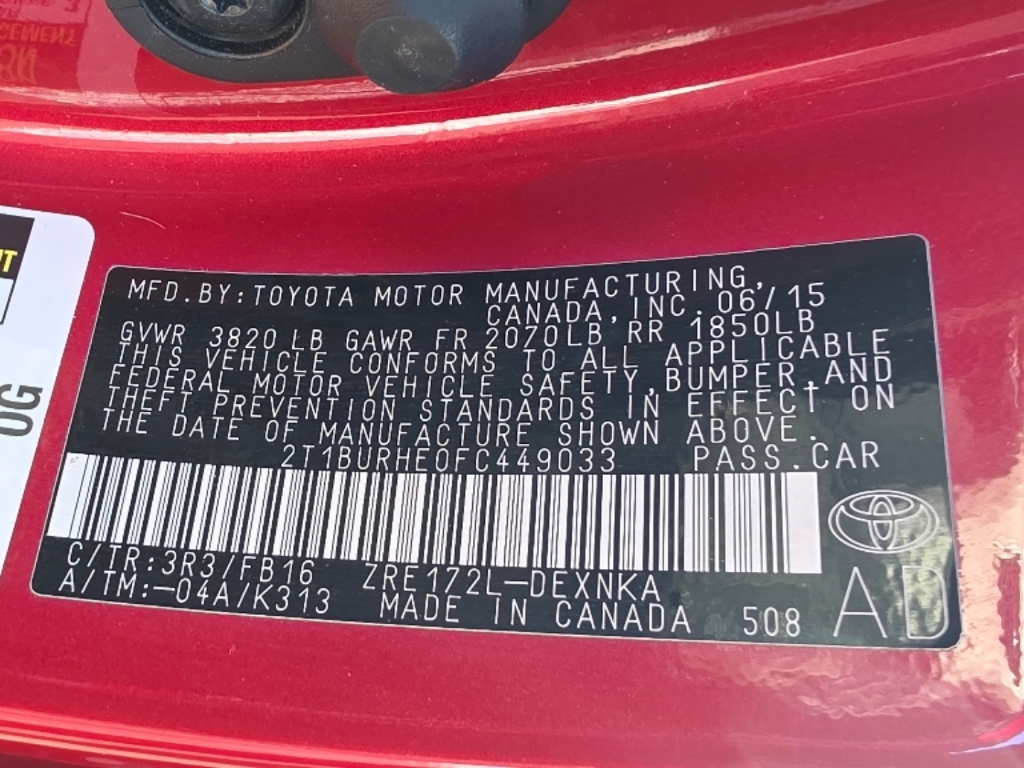 MFD.BY:TOYOTA MOTOR MANUFACTURING,
CANADA,INC. 06/15
GVWR 3820 LB GAWR FR 2070LB RR 1850LB
THIS VEHICLE CONFORMS TO ALL APPLICABLE
FEDERAL MOTOR VEHICLE SAFETY,BUMPER,AND
THEFT PREVENTION STANDARDS IN EFFECT ON
THE DATE OF MANUFACTURE SHOWN ABOVE.
2T1BURHE0FC449033 PASS.CAR
C/TR:3R3/FB16 ZRE172L-DEXNKA
A/TM:-04A/K313 MADE IN CANADA 508 AD